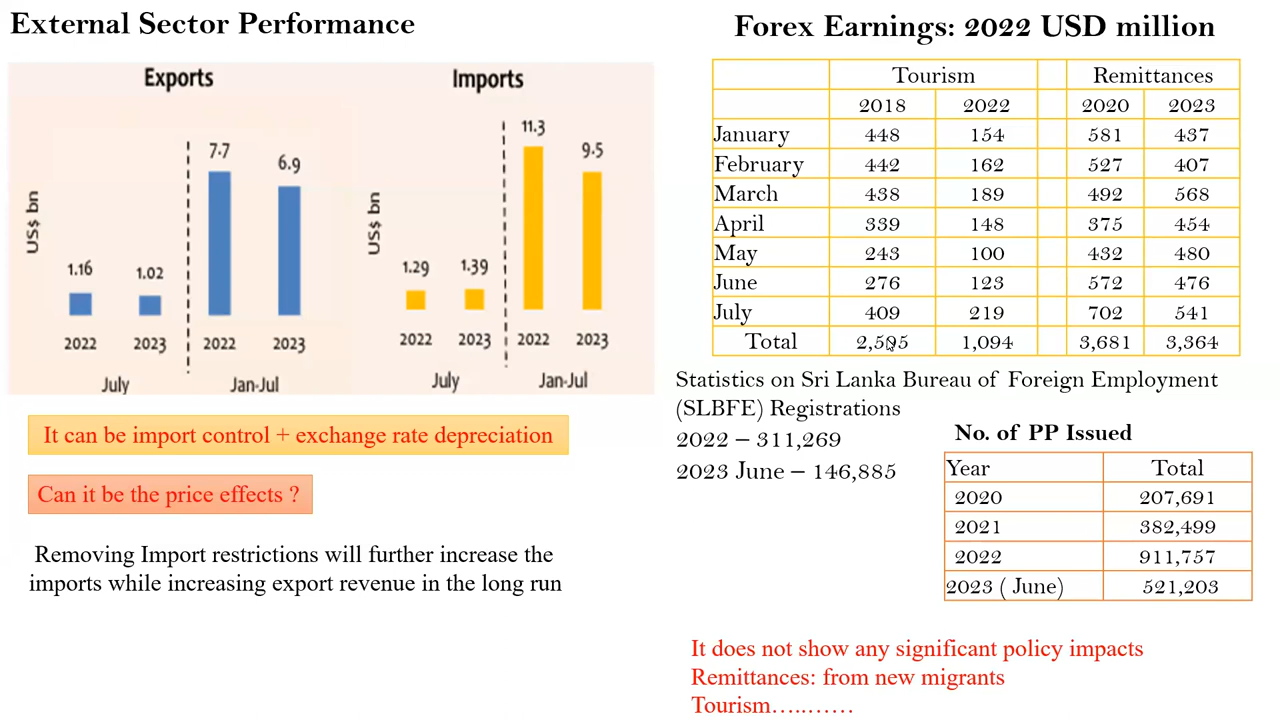 External Sector Performance
Exports
US$ bn
1.16
1.02
7.7
6.9
2022 2023 2022 2023
July Jan-Jul
Imports
US$ bn
1.29
1.39
11.3
9.5
2022 2023 2022 2023
July Jan-Jul
It can be import control + exchange rate depreciation
Can it be the price effects ?
Removing Import restrictions will further increase the
imports while increasing export revenue in the long run
Forex Earnings: 2022 USD million
Tourism Remittances
2018 2022 2020 2023
January 448 154 581 437
February 442 162 527 407
March 438 189 492 568
April 339 148 375 454
May 243 100 432 480
June 276 123 572 476
July 409 219 702 541
Total 2,595 1,094 3,681 3,364
Statistics on Sri Lanka Bureau of Foreign Employment
(SLBFE) Registrations
2022 – 311,269
2023 June – 146,885
No. of PP Issued
Year Total
2020 207,691
2021 382,499
2022 911,757
2023 ( June) 521,203
It does not show any significant policy impacts
Remittances: from new migrants
Tourism…..……